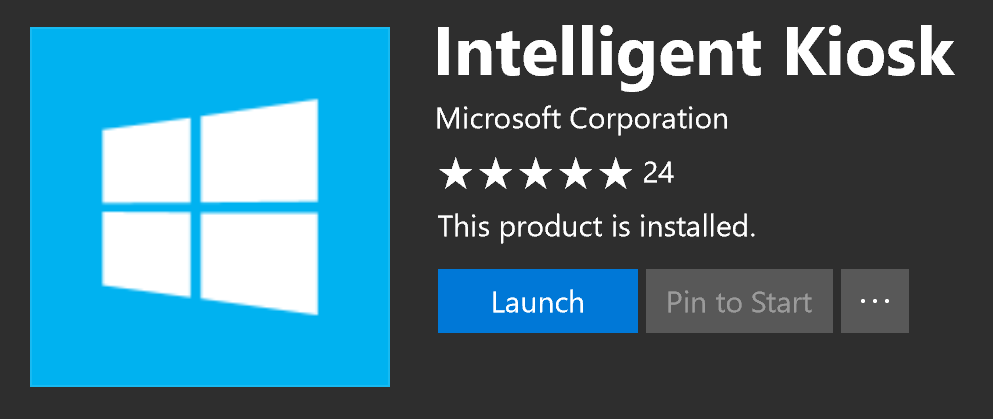 Intelligent Kiosk
Microsoft Corporation
★★★★★ 24
This product is installed.
Launch Pin to Start ...